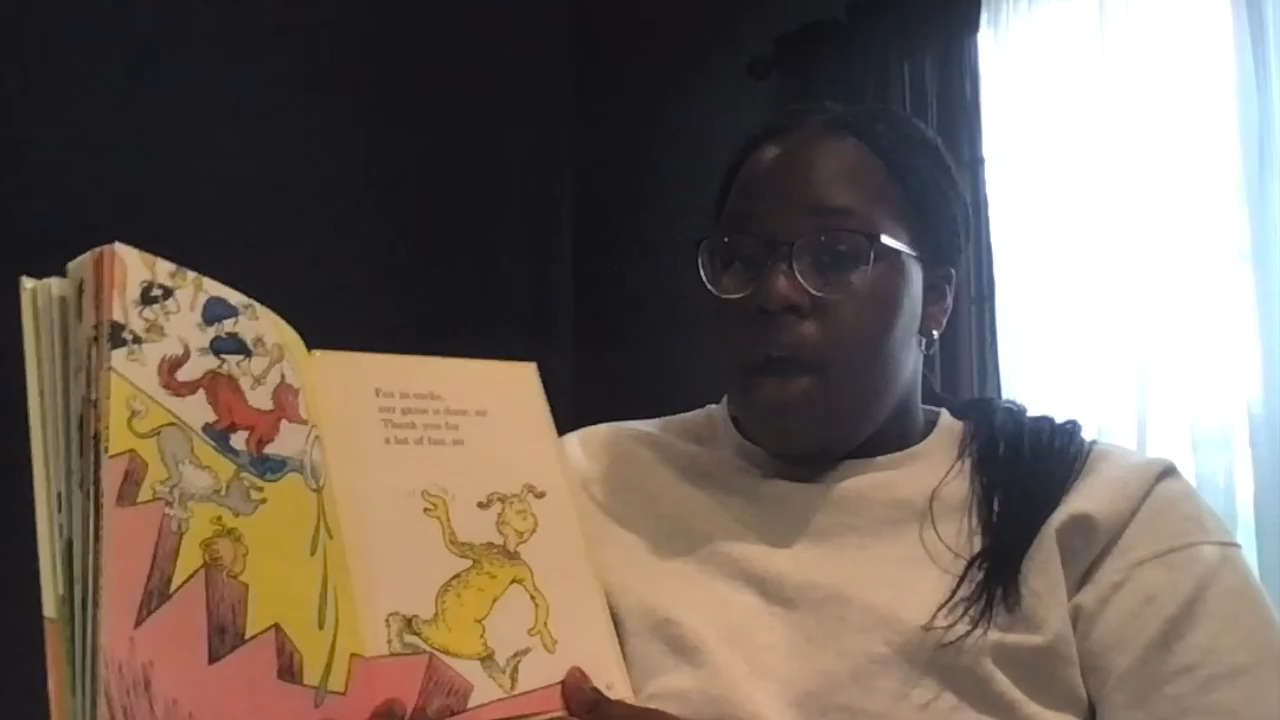 Fox in socks,
our game is done, sir.
Thank you for
a lot of fun, sir.